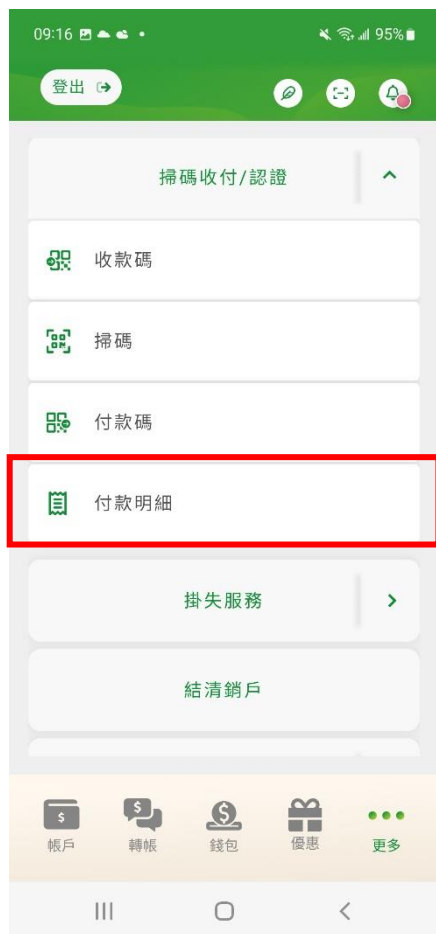 09:16
95%
登出
掃碼收付/認證
收款碼
掃碼
付款碼
付款明細
掛失服務
結清銷戶
帳戶
轉帳
錢包
優惠
更多